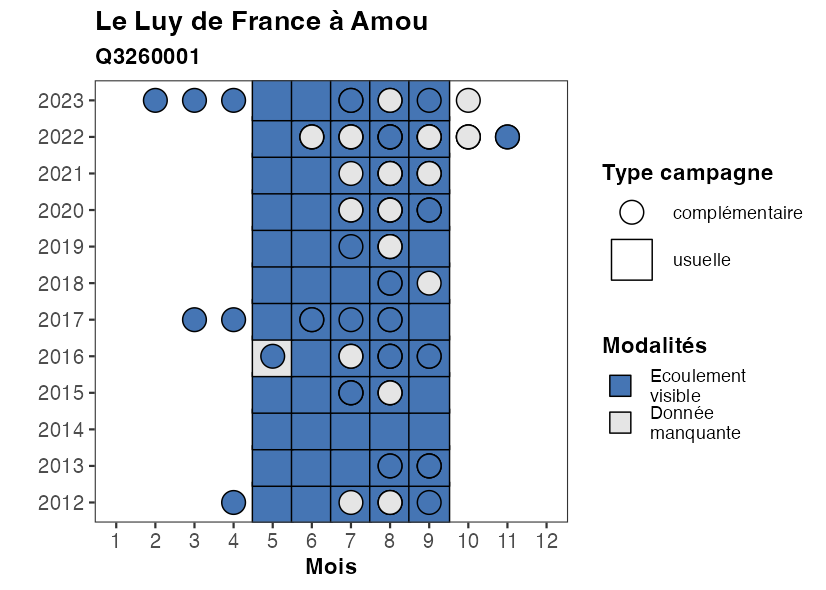 Le Luy de France à Amou
Q3260001
2023
2022
2021
2020
2019
2018
2017
2016
2015
2014
2013
2012
1 2 3 4 5 6 7 8 9 10 11 12
Mois
Type campagne
complémentaire
usuelle
Modalités
Ecoulement
visible
Donnée
manquante